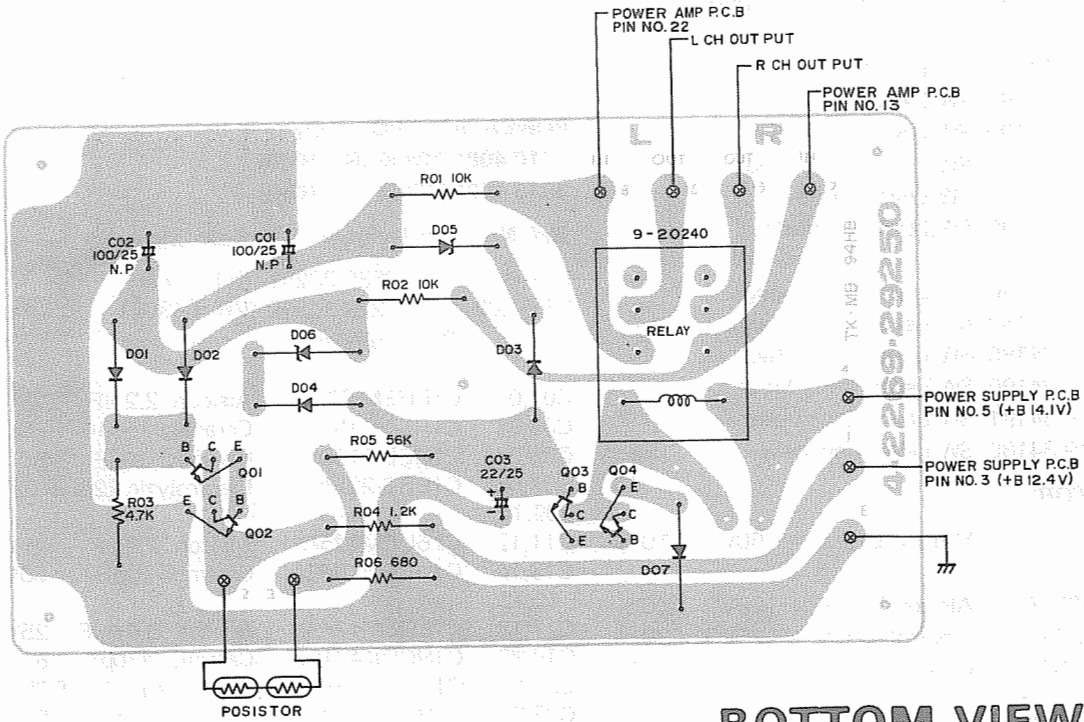 POWER AMP P.C.B
PIN NO. 22
L CH OUT PUT
R CH OUT PUT
POWER AMP P.C.B
PIN NO. 13
L
R
R01 10K
C02
100/25
N.P
C01
100/25
N.P
D05
9-20240
R02 10K
RELAY
D01
D02
D06
D03
D04
TK-MB 94HB
4-2269-29250
POWER SUPPLY P.C.B
PIN NO. 5 (+B 14.1V)
R05 56K
B C E
Q01
C03
22/25
+
-
Q03
B
C
E
Q04
E
C
B
POWER SUPPLY P.C.B
PIN NO. 3 (+B 12.4V)
R03
4.7K
E C B
Q02
R04 1.2K
R06 680
D07
POSISTOR
BOTTOM VIEW